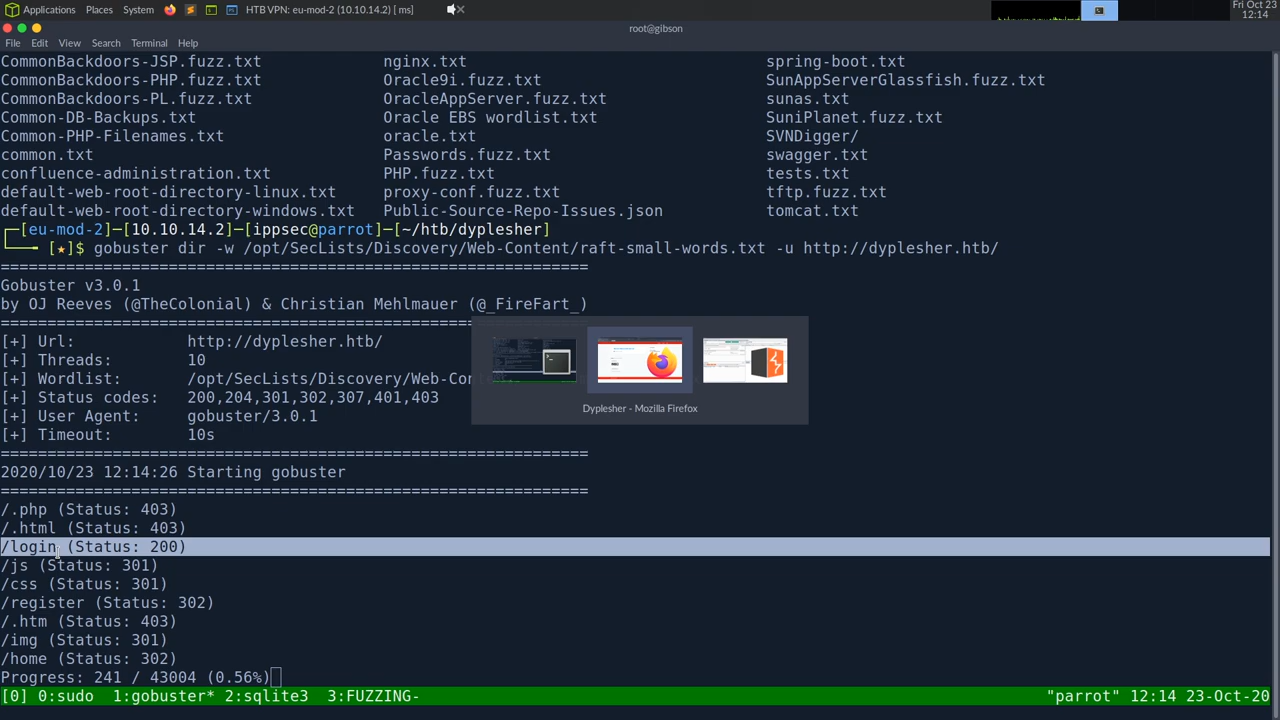 Applications Places System HTB VPN: eu-mod-2 (10.10.14.2) [ ms] Fri Oct 23
12:14
root@gibson
File Edit View Search Terminal Help
CommonBackdoors-JSP.fuzz.txt nginx.txt spring-boot.txt
CommonBackdoors-PHP.fuzz.txt Oracle9i.fuzz.txt SunAppServerGlassfish.fuzz.txt
CommonBackdoors-PL.fuzz.txt OracleAppServer.fuzz.txt sunas.txt
Common-DB-Backups.txt Oracle EBS wordlist.txt SuniPlanet.fuzz.txt
Common-PHP-Filenames.txt oracle.txt SVNDigger/
common.txt Passwords.fuzz.txt swagger.txt
confluence-administration.txt PHP.fuzz.txt tests.txt
default-web-root-directory-linux.txt proxy-conf.fuzz.txt tftp.fuzz.txt
default-web-root-directory-windows.txt Public-Source-Repo-Issues.json tomcat.txt
┌─[eu-mod-2]─[10.10.14.2]─[ippsec@parrot]─[~/htb/dyplesher]
└──╼ [★]$ gobuster dir -w /opt/SecLists/Discovery/Web-Content/raft-small-words.txt -u http://dyplesher.htb/
===============================================================
Gobuster v3.0.1
by OJ Reeves (@TheColonial) & Christian Mehlmauer (@_FireFart_)
===============================================================
[+] Url: http://dyplesher.htb/
[+] Threads: 10
[+] Wordlist: /opt/SecLists/Discovery/Web-Con
[+] Status codes: 200,204,301,302,307,401,403
[+] User Agent: gobuster/3.0.1
Dyplesher - Mozilla Firefox
[+] Timeout: 10s
===============================================================
2020/10/23 12:14:26 Starting gobuster
===============================================================
/.php (Status: 403)
/.html (Status: 403)
/login (Status: 200)
/js (Status: 301)
/css (Status: 301)
/register (Status: 302)
/.htm (Status: 403)
/img (Status: 301)
/home (Status: 302)
Progress: 241 / 43004 (0.56%)
[0] 0:sudo 1:gobuster* 2:sqlite3 3:FUZZING- "parrot" 12:14 23-Oct-20